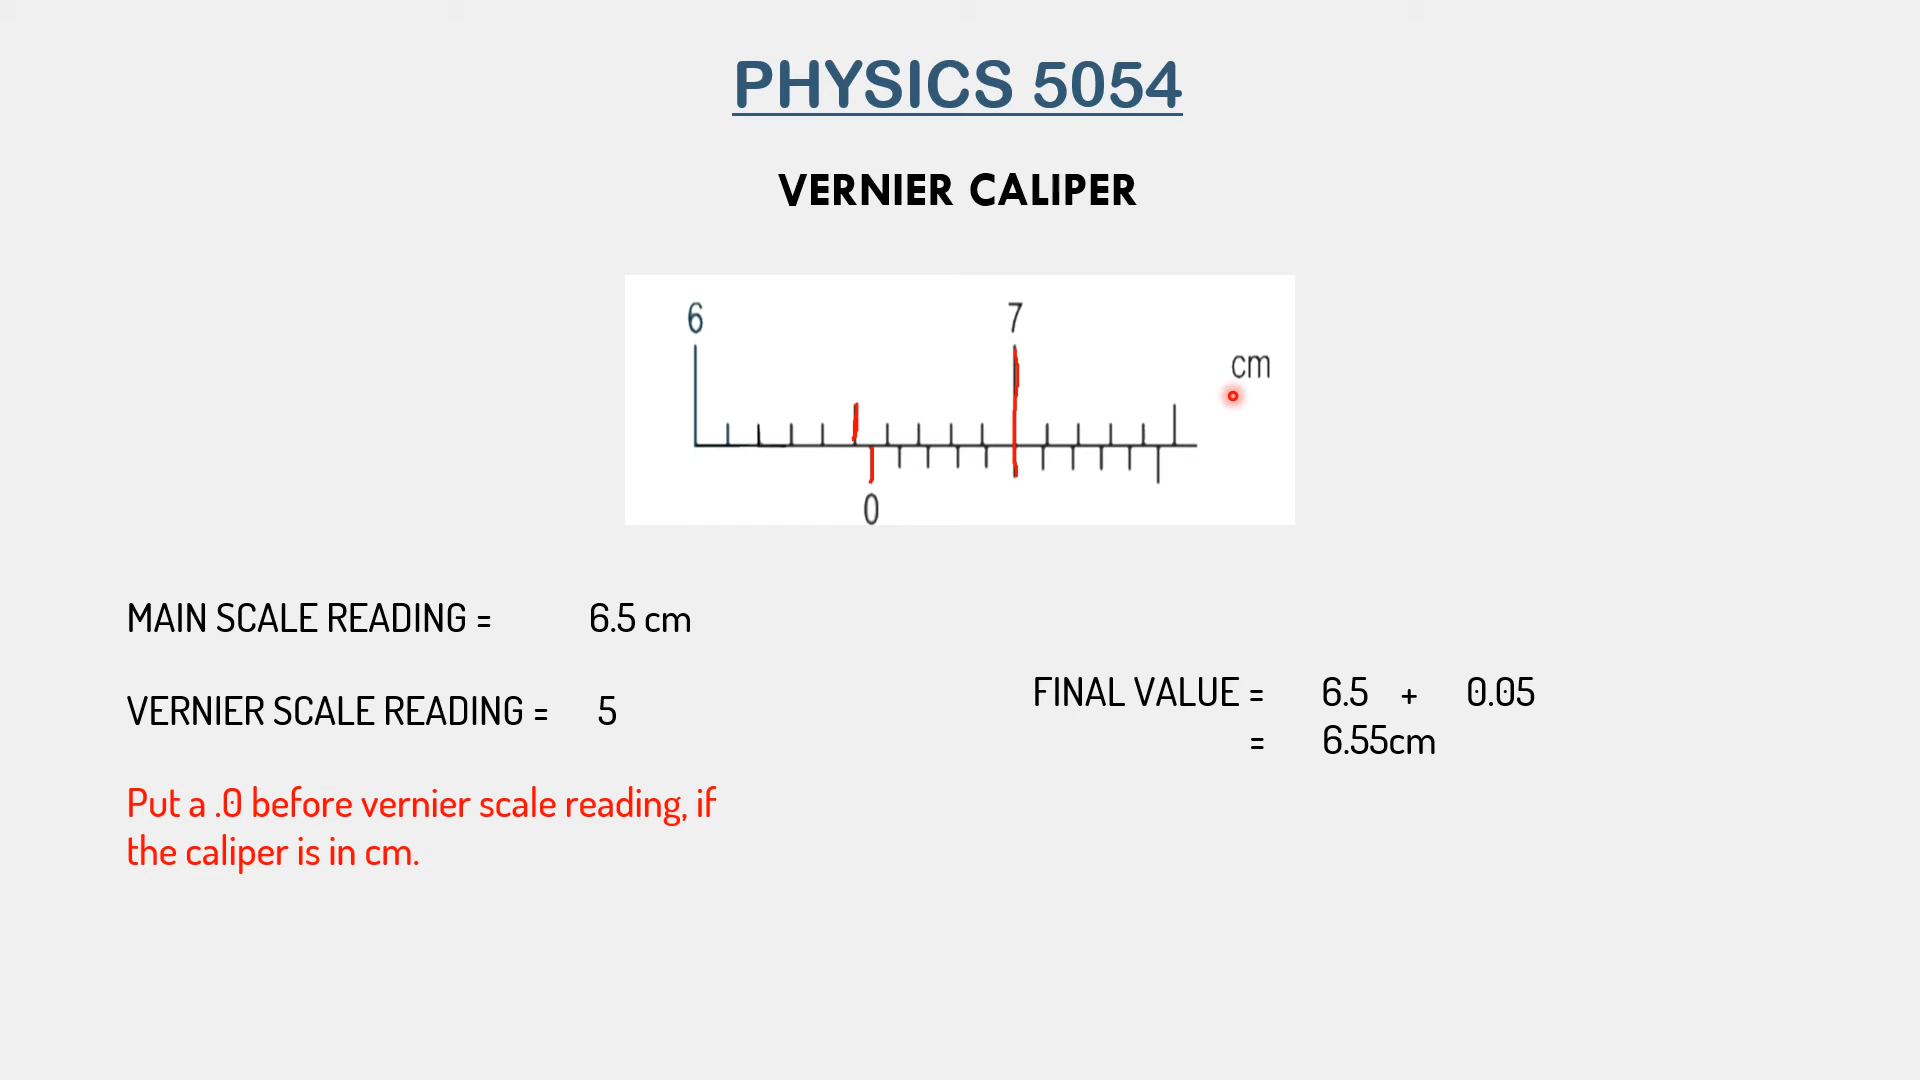 PHYSICS 5054
VERNIER CALIPER
6 7
cm
0
MAIN SCALE READING = 6.5 cm
VERNIER SCALE READING = 5
Put a .0 before vernier scale reading, if
the caliper is in cm.
FINAL VALUE = 6.5 + 0.05
= 6.55cm